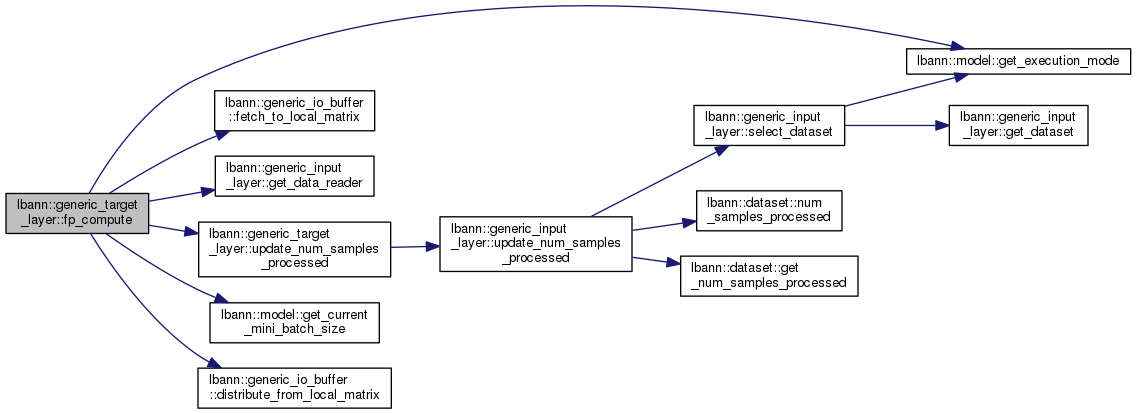 lbann::generic_target
_layer::fp_compute
lbann::generic_io_buffer
::fetch_to_local_matrix
lbann::generic_input
_layer::get_data_reader
lbann::generic_target
_layer::update_num_samples
_processed
lbann::model::get_current
_mini_batch_size
lbann::generic_io_buffer
::distribute_from_local_matrix
lbann::generic_input
_layer::update_num_samples
_processed
lbann::generic_input
_layer::select_dataset
lbann::dataset::num
_samples_processed
lbann::dataset::get
_num_samples_processed
lbann::model::get_execution_mode
lbann::generic_input
_layer::get_dataset